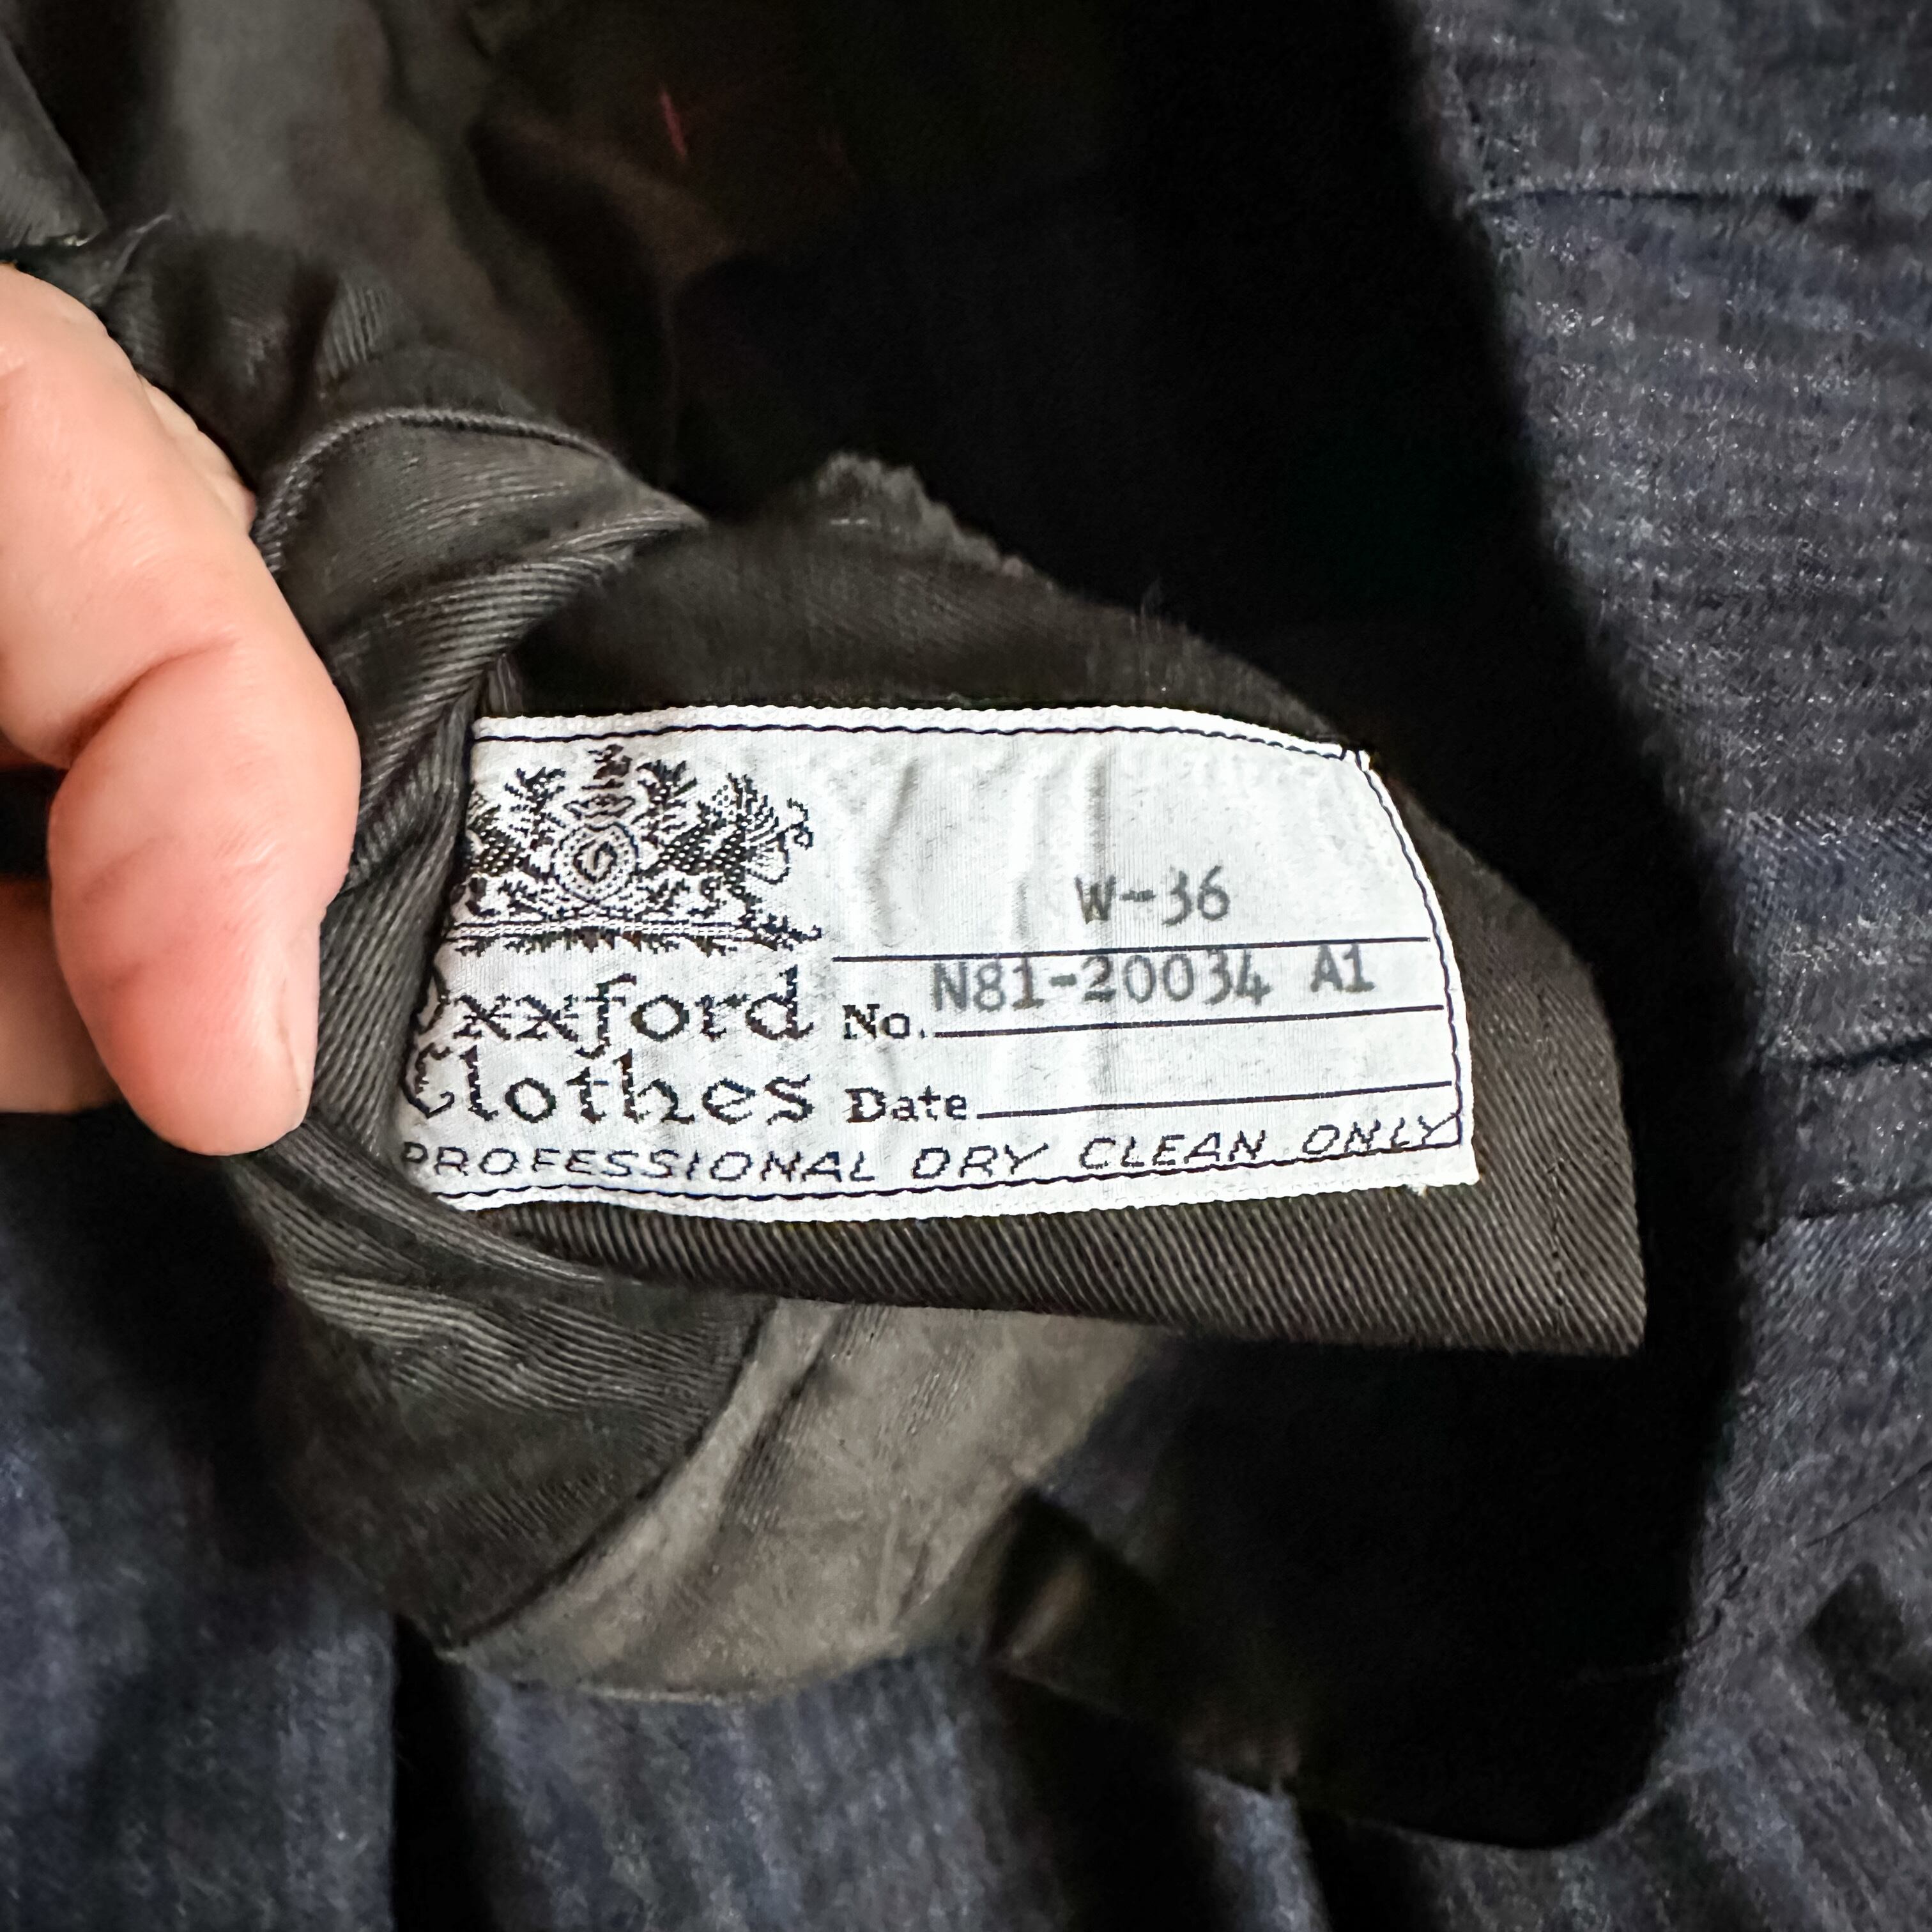 W-36
Oxxford No. N81-20034 A1
Clothes Date
PROFESSIONAL DRY CLEAN ONLY